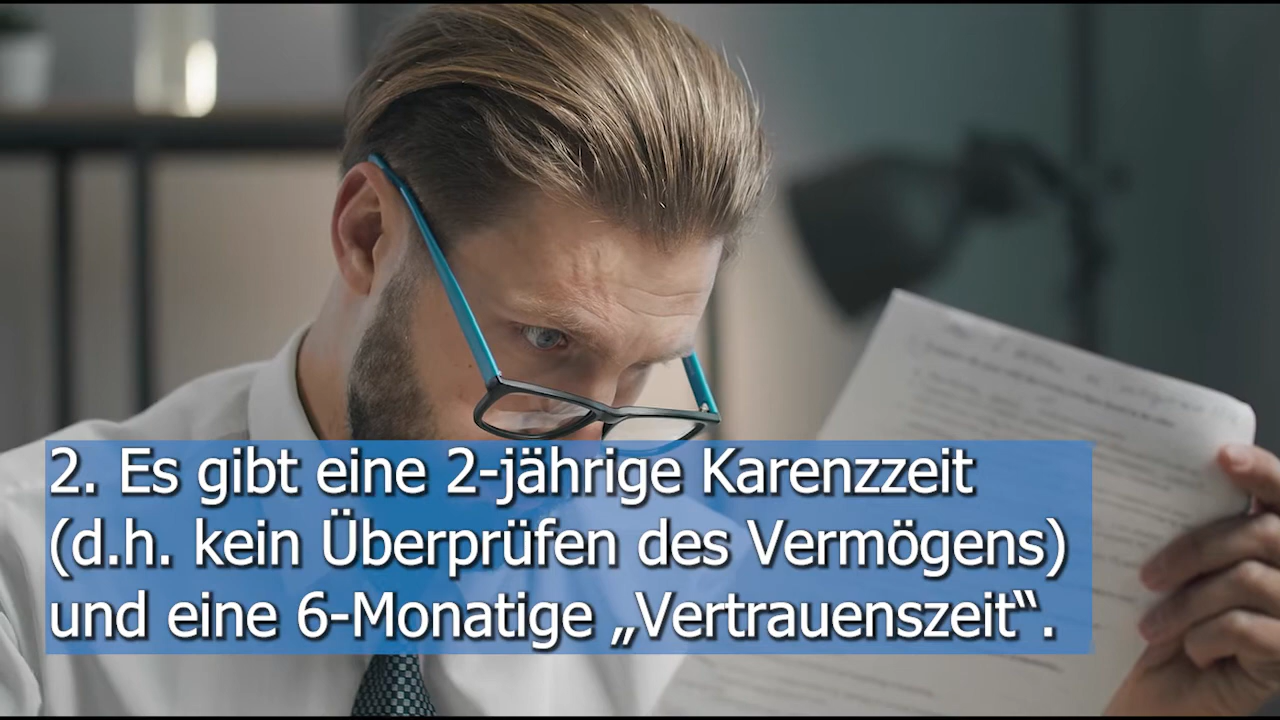 2. Es gibt eine 2-jährige Karenzzeit
(d.h. kein Überprüfen des Vermögens)
und eine 6-Monatige „Vertrauenszeit“.